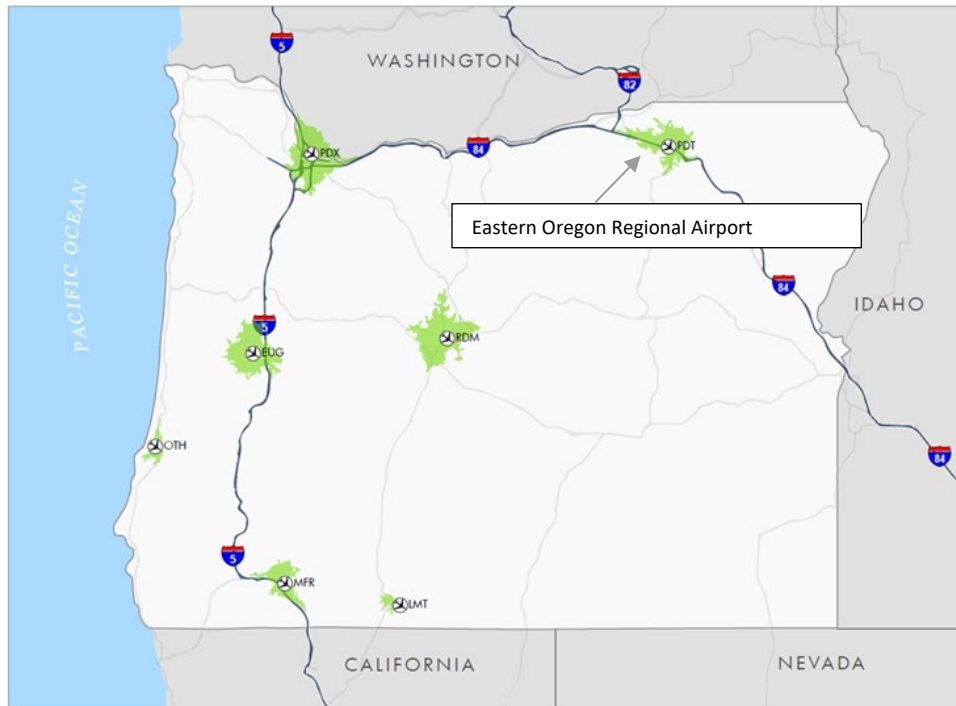 5
WASHINGTON
82
PDX
84
PDT
Eastern Oregon Regional Airport
PACIFIC OCEAN
84
IDAHO
5
EUG
RDM
OTH
84
5
MFR
LMT
CALIFORNIA
NEVADA